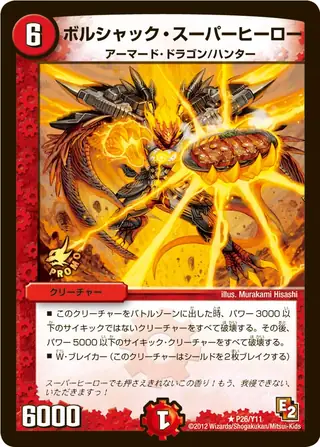 6
ボルシャック・スーパーヒーロー
アーマード・ドラゴン/ハンター
PROMO
illus. Murakami Hisashi
クリーチャー
■ このクリーチャーをバトルゾーンに出した時、パワー3000以
下のサイキックではないクリーチャーをすべて破壊する。その後、
パワー5000以下のサイキック・クリーチャーをすべて破壊する。
■ W・ブレイカー(このクリーチャーはシールドを2枚ブレイクする)
スーパーヒーローでも押さえきれないこの香り!もう、我慢できない、
いただきますっ!
6000
1
E2
★ P26/Y11
©2012 Wizards/Shogakukan/Mitsui-Kids